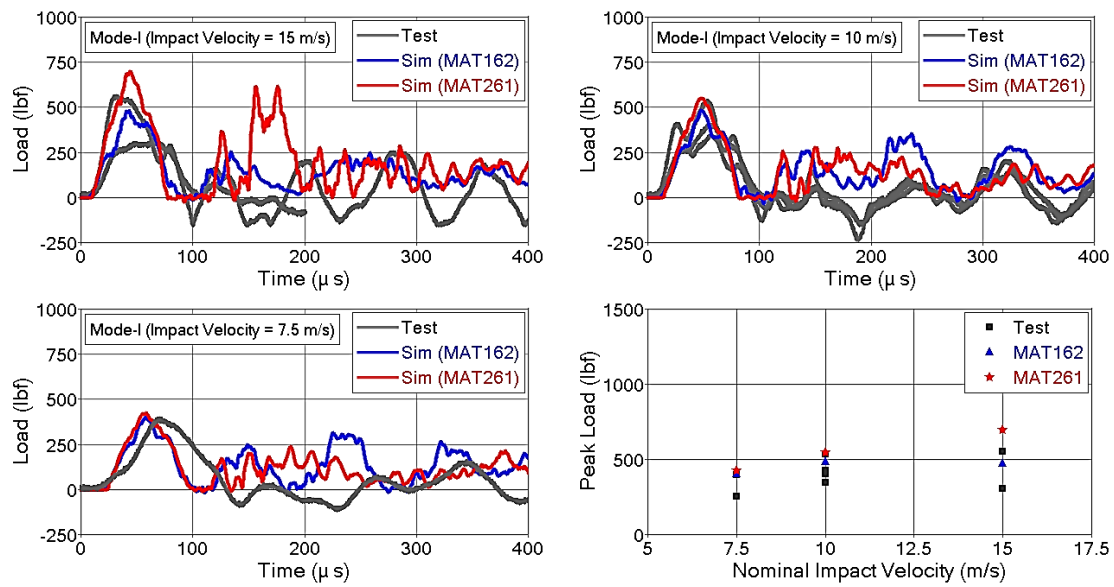 1000
750
500
250
0
-250
Load (lbf)
Mode-I (Impact Velocity = 15 m/s)
Test
Sim (MAT162)
Sim (MAT261)
0 100 200 300 400
Time (µ s)
1000
750
500
250
0
-250
Load (lbf)
Mode-I (Impact Velocity = 10 m/s)
Test
Sim (MAT162)
Sim (MAT261)
0 100 200 300 400
Time (µ s)
1000
750
500
250
0
-250
Load (lbf)
Mode-I (Impact Velocity = 7.5 m/s)
Test
Sim (MAT162)
Sim (MAT261)
0 100 200 300 400
Time (µ s)
1500
1000
500
0
Peak Load (lbf)
Test
MAT162
MAT261
5 7.5 10 12.5 15 17.5
Nominal Impact Velocity (m/s)